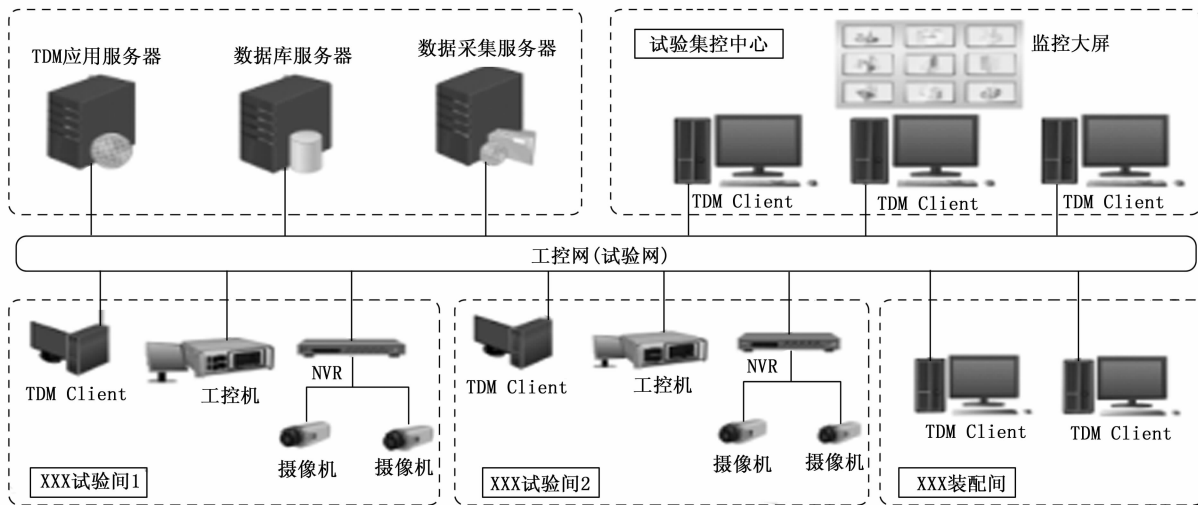 TDM应用服务器
数据库服务器
数据采集服务器
试验集控中心
监控大屏
TDM Client
TDM Client
TDM Client
工控网(试验网)
TDM Client
工控机
NVR
摄像机
摄像机
XXX试验间1
TDM Client
工控机
NVR
摄像机
摄像机
XXX试验间2
TDM Client
TDM Client
XXX装配间